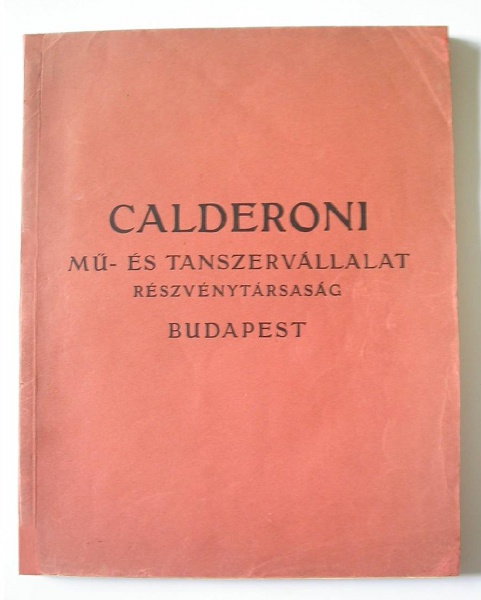 CALDERONI
MŰ- ÉS TANSZERVÁLLALAT
RÉSZVÉNYTÁRSASÁG
BUDAPEST